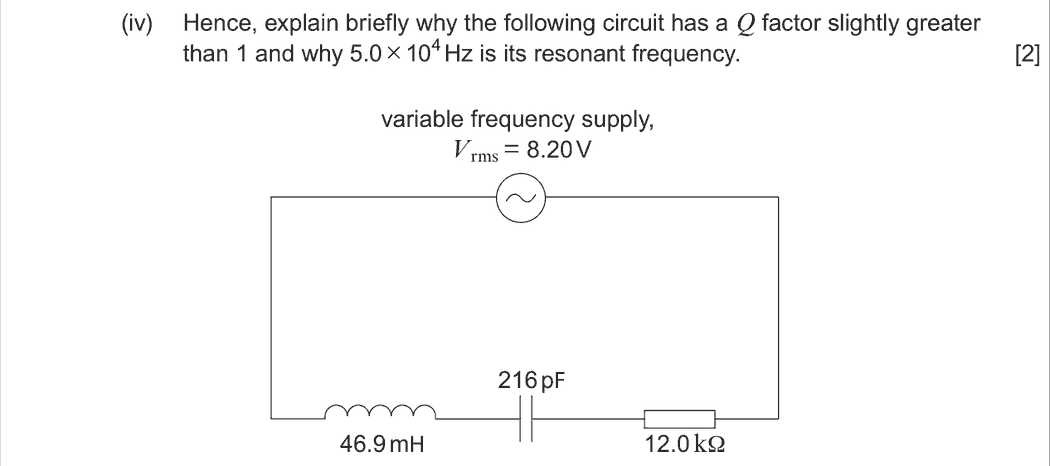 (iv) Hence, explain briefly why the following circuit has a Q factor slightly greater
than 1 and why 5.0 × 10⁴ Hz is its resonant frequency. [2]
variable frequency supply,
Vrms = 8.20 V
216 pF
46.9 mH
12.0 kΩ